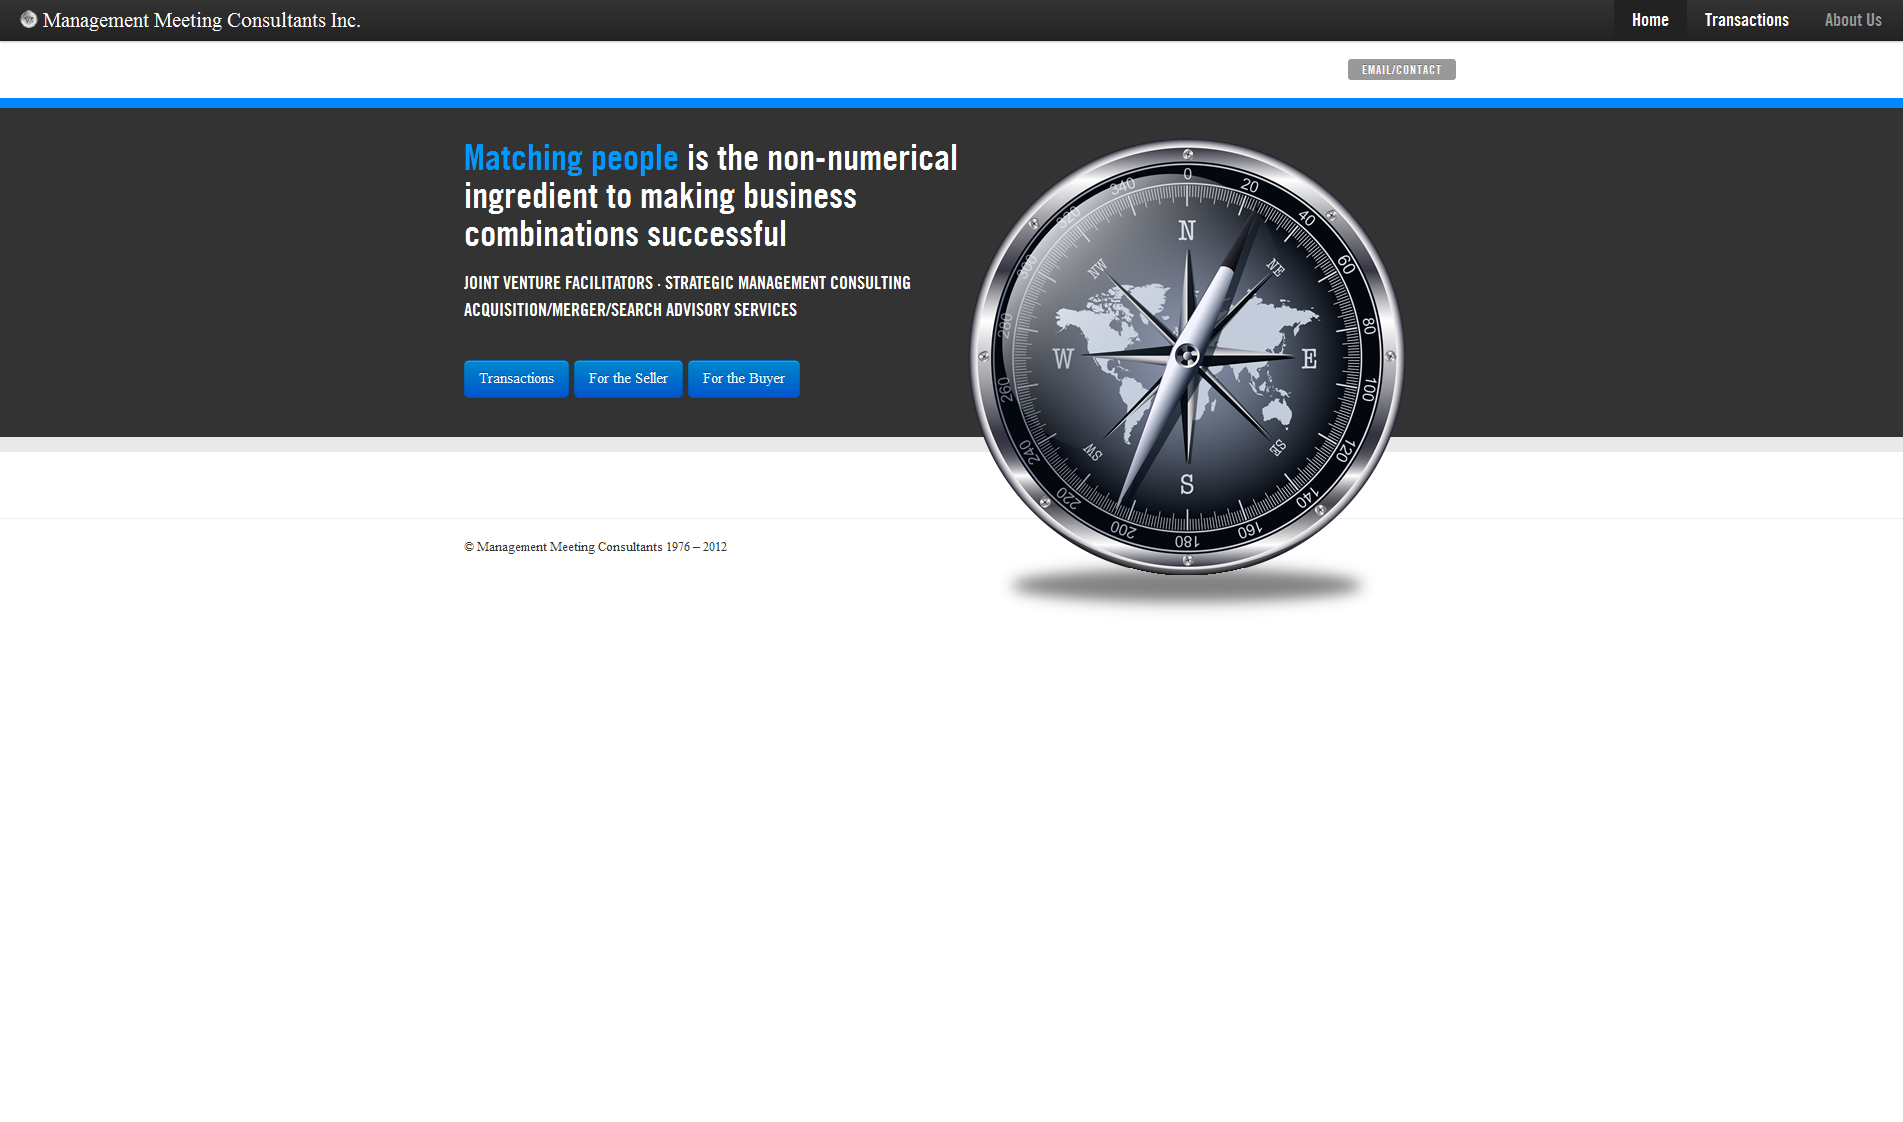 Management Meeting Consultants Inc.
Home
Transactions
About Us
EMAIL/CONTACT
Matching people is the non-numerical
ingredient to making business
combinations successful
JOINT VENTURE FACILITATORS · STRATEGIC MANAGEMENT CONSULTING
ACQUISITION/MERGER/SEARCH ADVISORY SERVICES
Transactions
For the Seller
For the Buyer
0
20
40
60
80
100
120
140
160
180
200
220
240
260
280
300
320
340
N
NE
E
SE
S
SW
W
NW
© Management Meeting Consultants 1976 – 2012